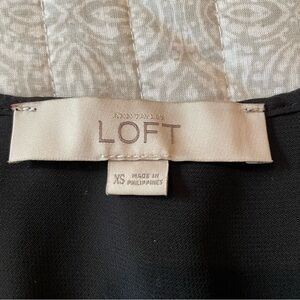 ANN TAYLOR
LOFT
XS MADE IN
PHILIPPINES